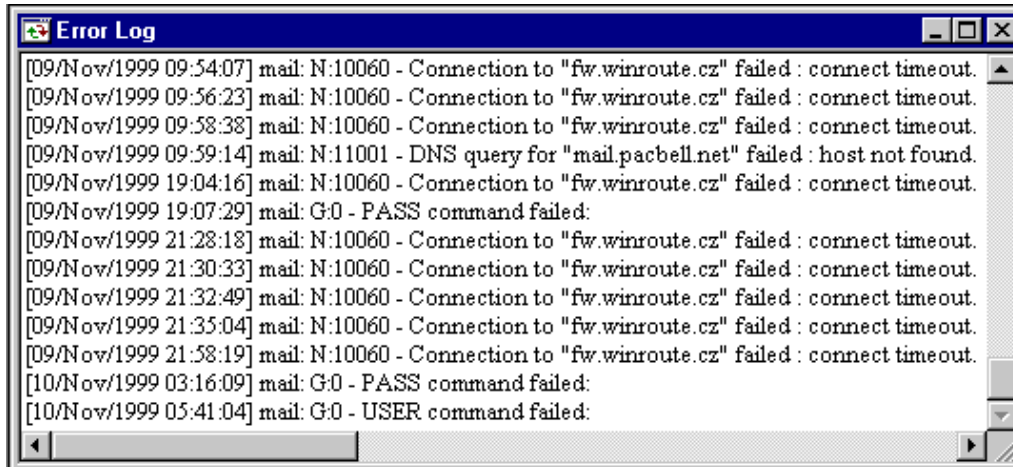 Error Log
[09/Nov/1999 09:54:07] mail: N:10060 - Connection to "fw.winroute.cz" failed : connect timeout.
[09/Nov/1999 09:56:23] mail: N:10060 - Connection to "fw.winroute.cz" failed : connect timeout.
[09/Nov/1999 09:58:38] mail: N:10060 - Connection to "fw.winroute.cz" failed : connect timeout.
[09/Nov/1999 09:59:14] mail: N:11001 - DNS query for "mail.pacbell.net" failed : host not found.
[09/Nov/1999 19:04:16] mail: N:10060 - Connection to "fw.winroute.cz" failed : connect timeout.
[09/Nov/1999 19:07:29] mail: G:0 - PASS command failed:
[09/Nov/1999 21:28:18] mail: N:10060 - Connection to "fw.winroute.cz" failed : connect timeout.
[09/Nov/1999 21:30:33] mail: N:10060 - Connection to "fw.winroute.cz" failed : connect timeout.
[09/Nov/1999 21:32:49] mail: N:10060 - Connection to "fw.winroute.cz" failed : connect timeout.
[09/Nov/1999 21:35:04] mail: N:10060 - Connection to "fw.winroute.cz" failed : connect timeout.
[09/Nov/1999 21:58:19] mail: N:10060 - Connection to "fw.winroute.cz" failed : connect timeout.
[10/Nov/1999 03:16:09] mail: G:0 - PASS command failed:
[10/Nov/1999 05:41:04] mail: G:0 - USER command failed: